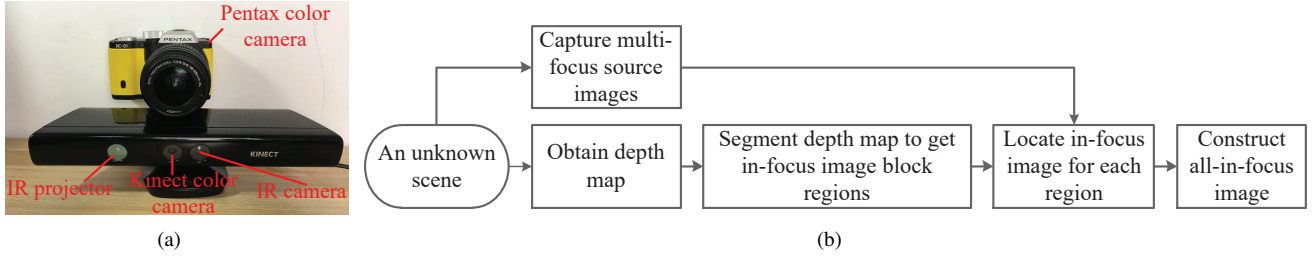 Pentax color
camera
PENTAX
K-01
KINECT
IR projector
Kinect color
camera
IR camera
(a)
An unknown
scene
Capture multi-
focus source
images
Obtain depth
map
Segment depth map to get
in-focus image block
regions
Locate in-focus
image for each
region
Construct
all-in-focus
image
(b)